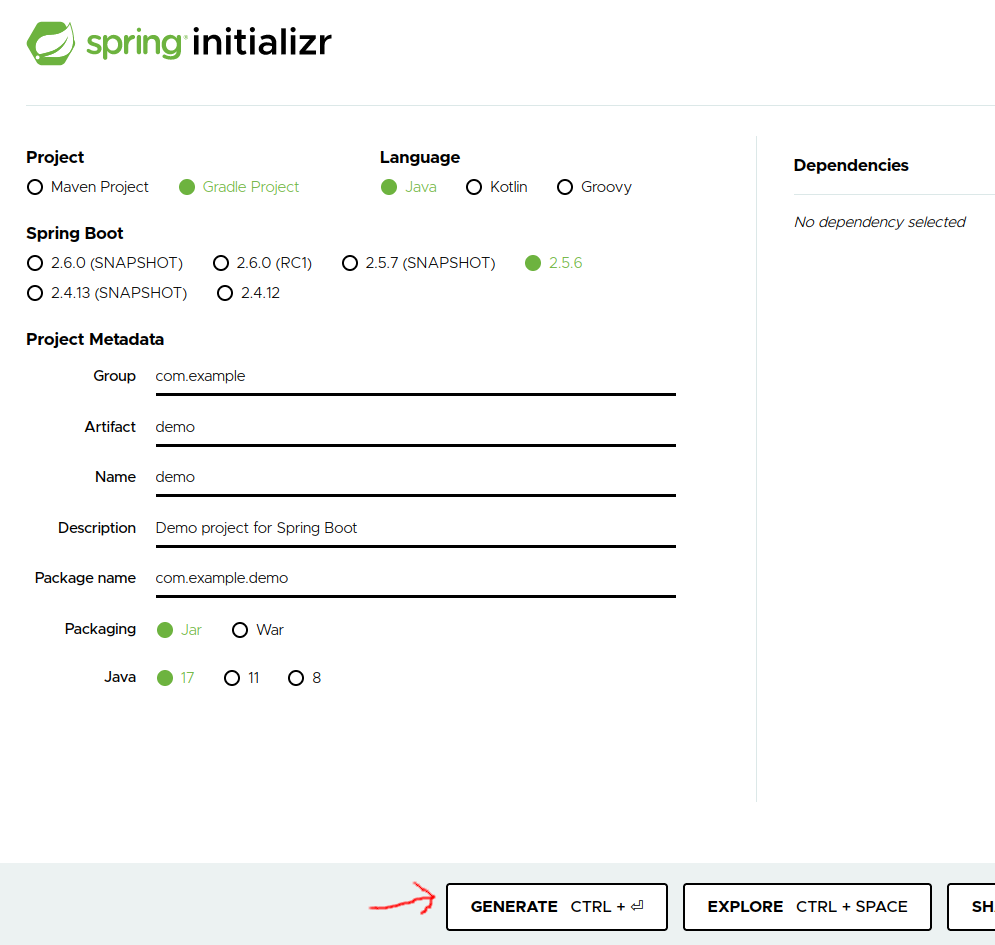 spring initializr
Project
Maven Project Gradle Project
Language
Java Kotlin Groovy
Spring Boot
2.6.0 (SNAPSHOT) 2.6.0 (RC1) 2.5.7 (SNAPSHOT) 2.5.6
2.4.13 (SNAPSHOT) 2.4.12
Project Metadata
Group com.example
Artifact demo
Name demo
Description Demo project for Spring Boot
Package name com.example.demo
Packaging Jar War
Java 17 11 8
Dependencies
No dependency selected
GENERATE CTRL + ⏎ EXPLORE CTRL + SPACE